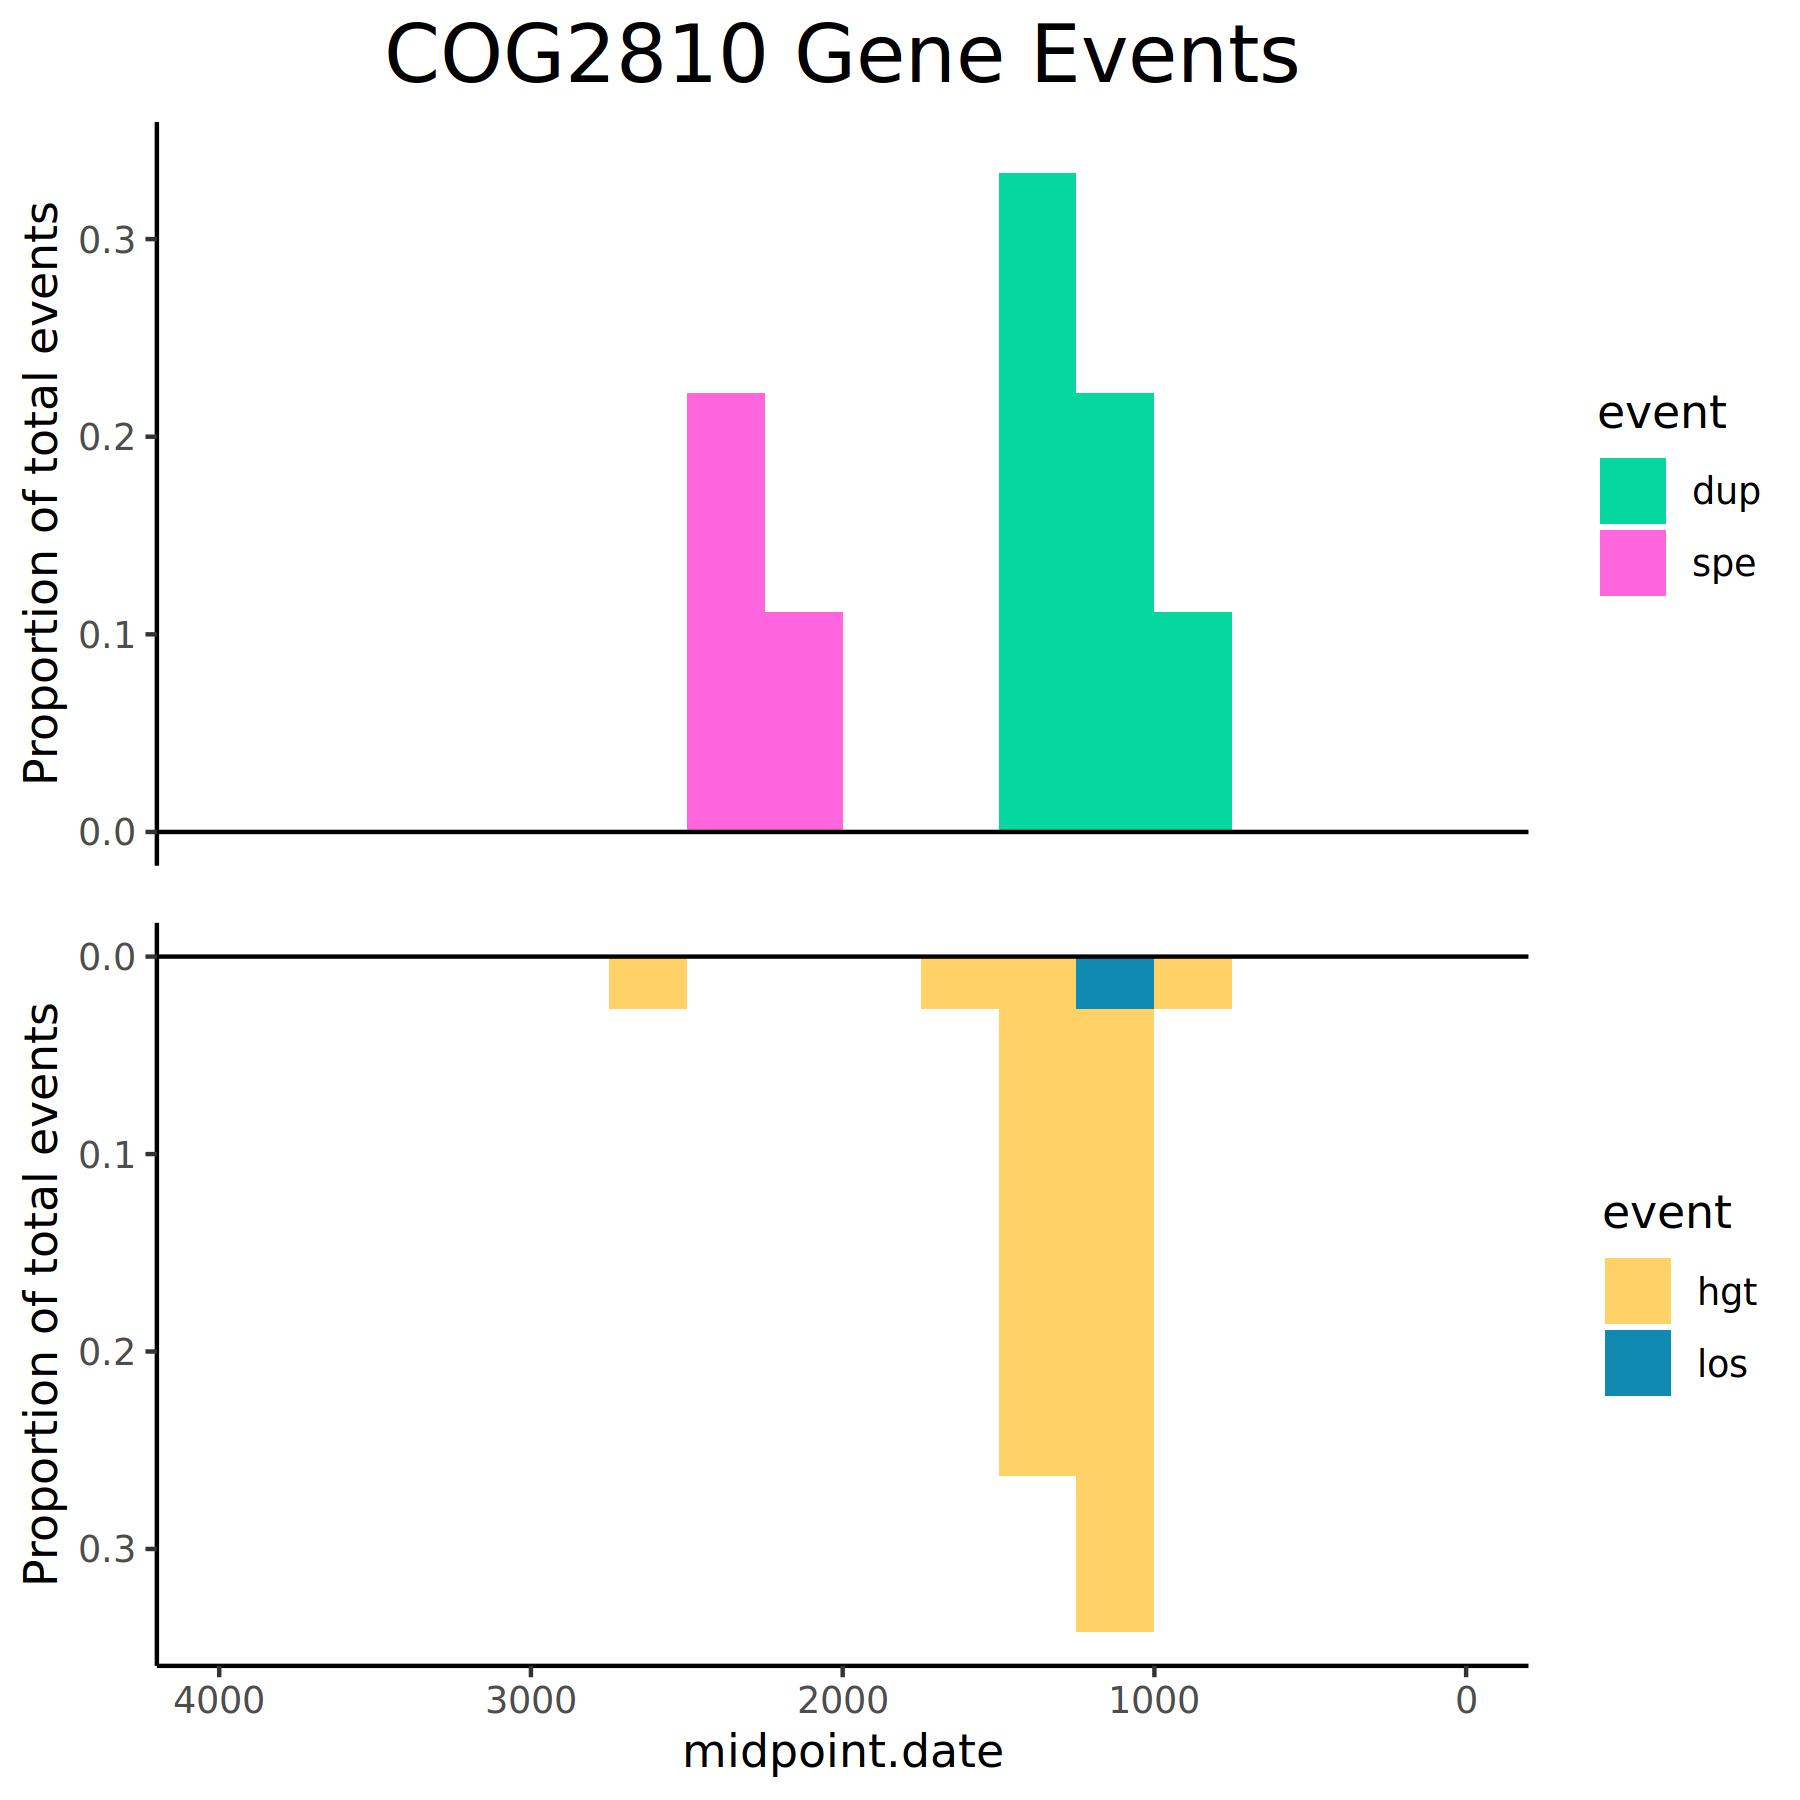 COG2810 Gene Events
Proportion of total events
0.3
0.2
0.1
0.0
event
dup
spe
Proportion of total events
0.0
0.1
0.2
0.3
event
hgt
los
4000 3000 2000 1000 0
midpoint.date